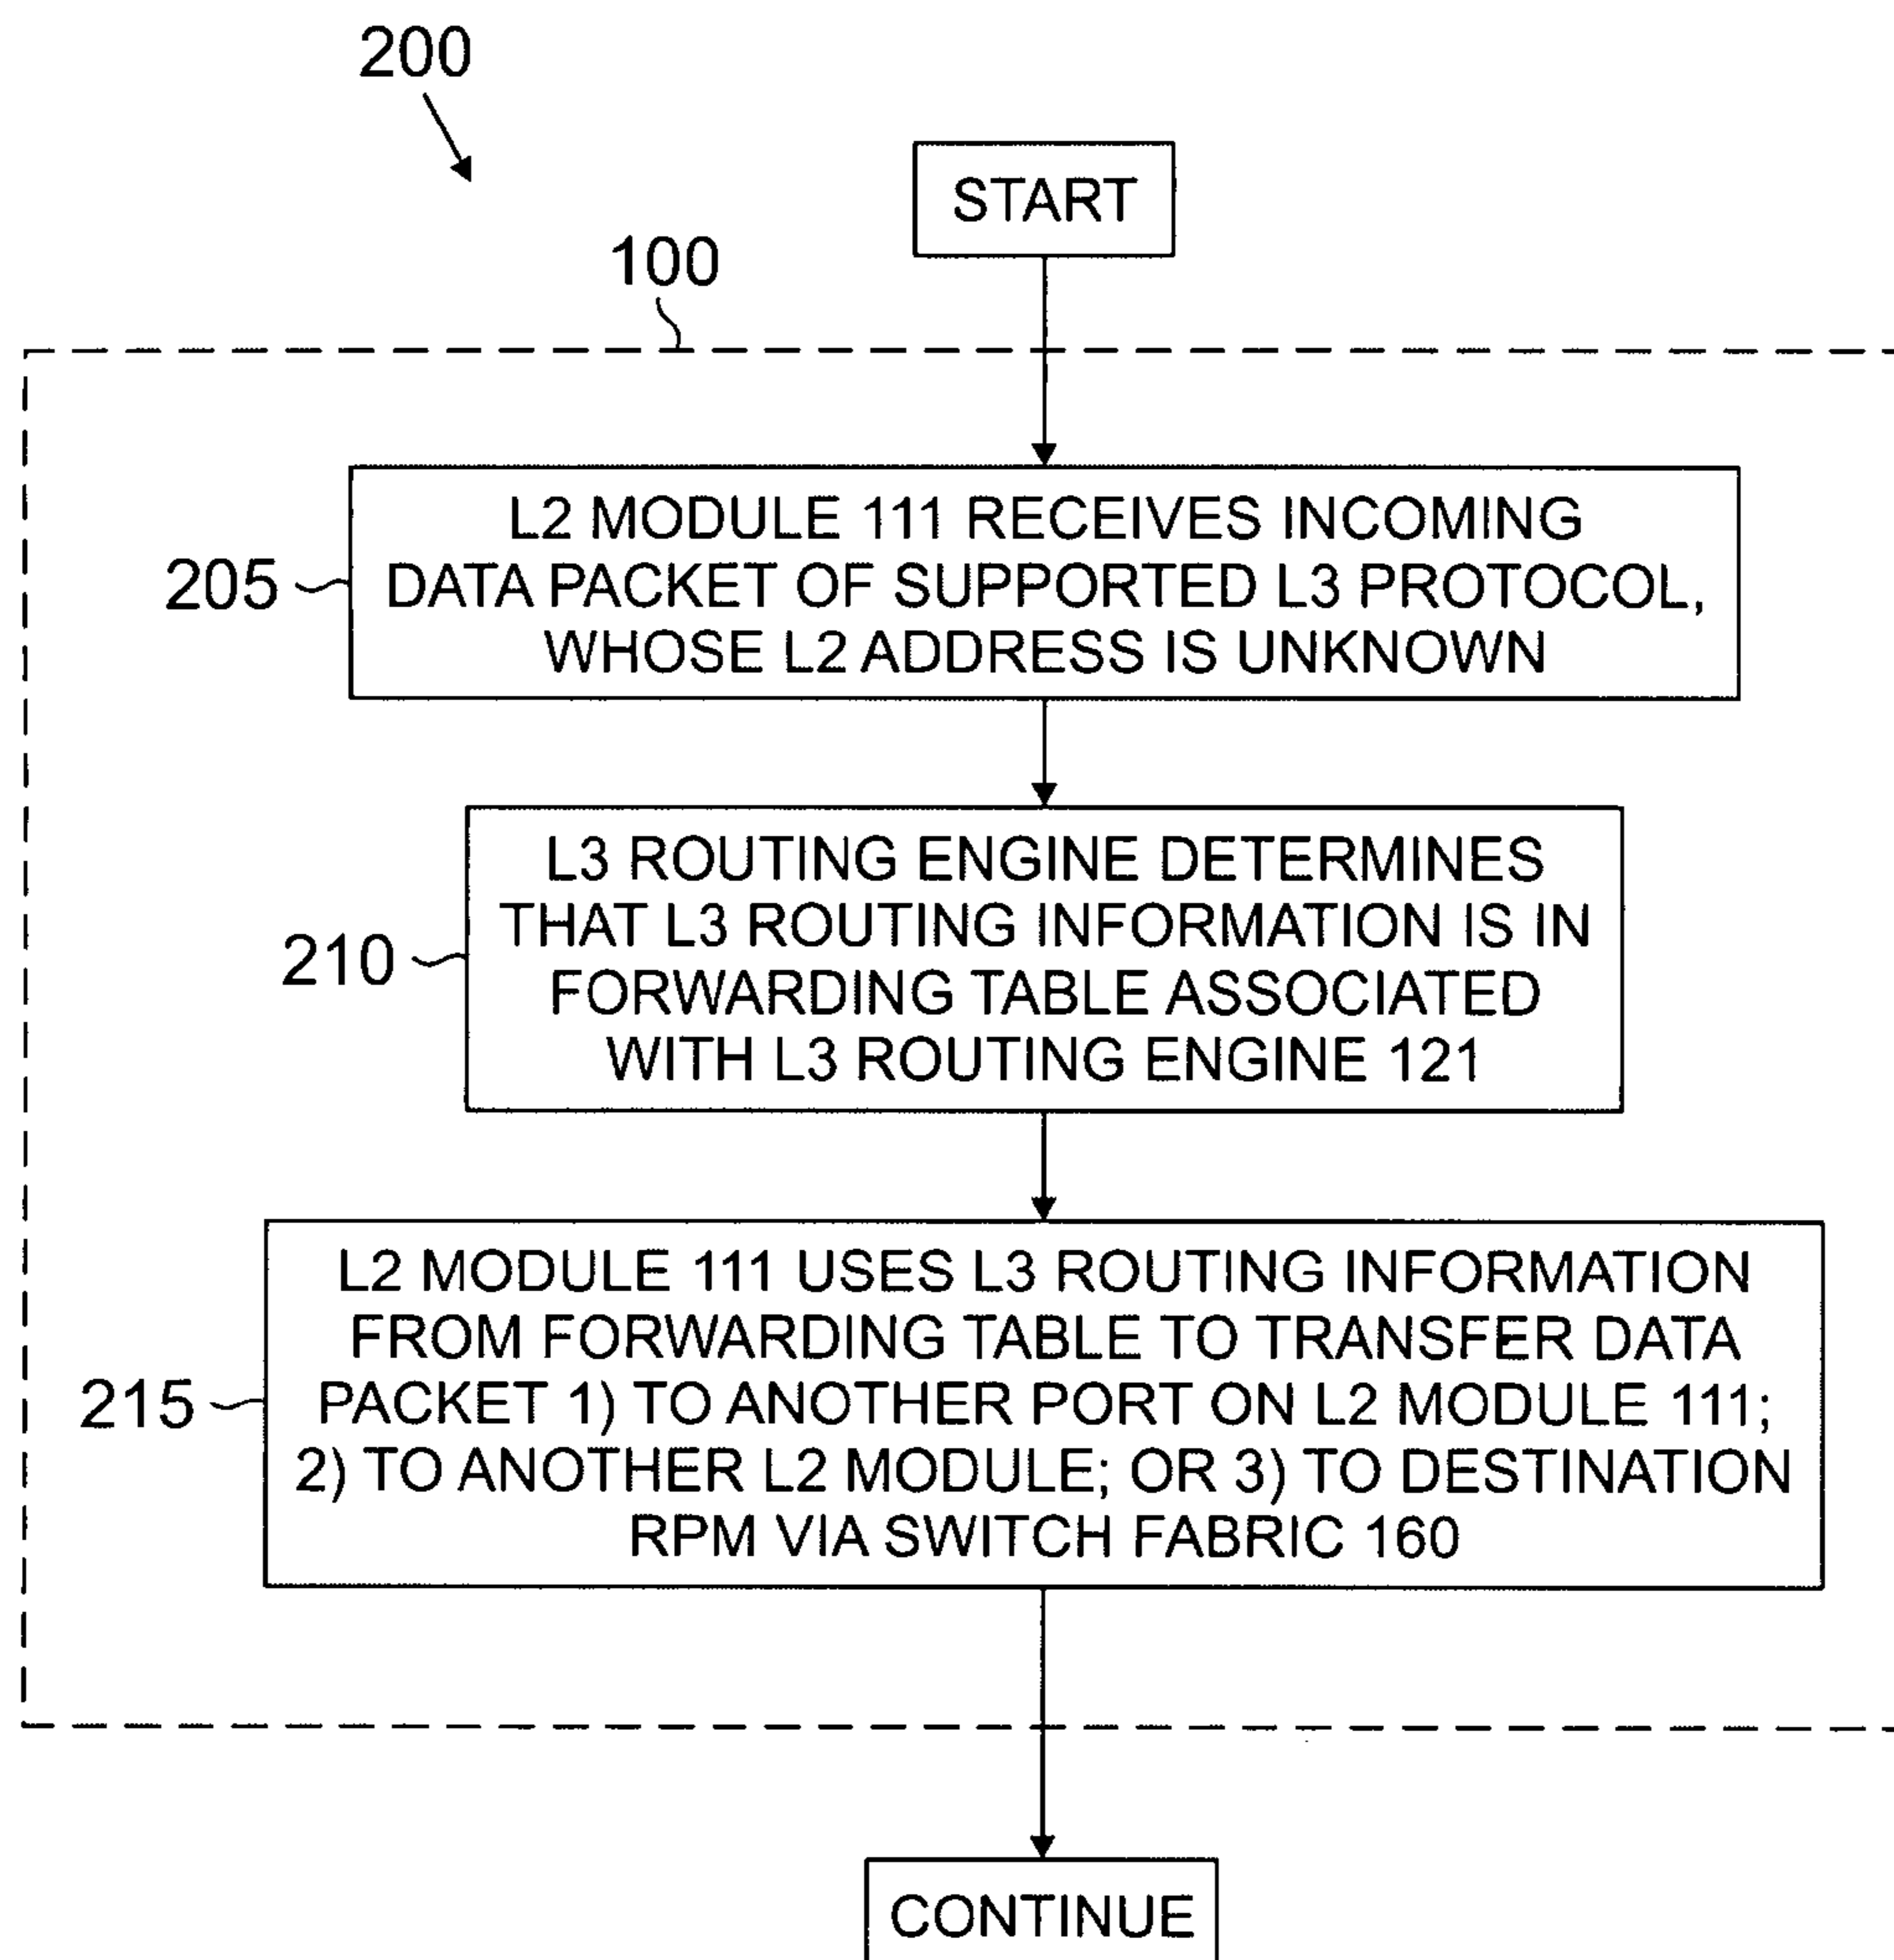 200
START
100
205
L2 MODULE 111 RECEIVES INCOMING
DATA PACKET OF SUPPORTED L3 PROTOCOL,
WHOSE L2 ADDRESS IS UNKNOWN
210
L3 ROUTING ENGINE DETERMINES
THAT L3 ROUTING INFORMATION IS IN
FORWARDING TABLE ASSOCIATED
WITH L3 ROUTING ENGINE 121
215
L2 MODULE 111 USES L3 ROUTING INFORMATION
FROM FORWARDING TABLE TO TRANSFER DATA
PACKET 1) TO ANOTHER PORT ON L2 MODULE 111;
2) TO ANOTHER L2 MODULE; OR 3) TO DESTINATION
RPM VIA SWITCH FABRIC 160
CONTINUE